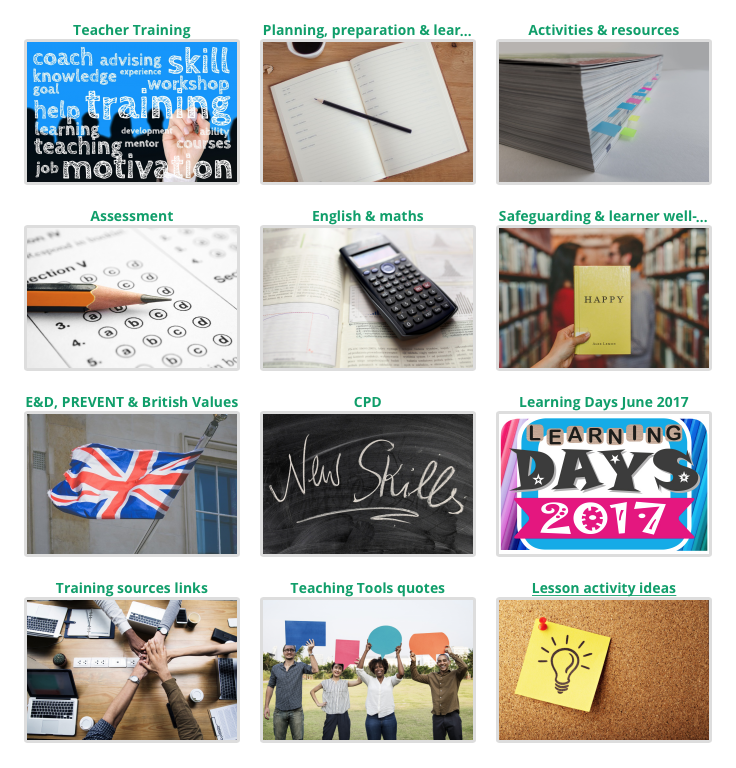 Teacher Training
Planning, preparation & lear...
Activities & resources
coach advising skill
knowledge experience workshop
goal
help training
learning development ability
teaching mentor courses
job motivation
Assessment
English & maths
Safeguarding & learner well-...
Section V
3. a b c d
4. a b c d
5. a b c d
HAPPY
E&D, PREVENT & British Values
CPD
Learning Days June 2017
New Skills
LEARNING
DAYS
2017
Training sources links
Teaching Tools quotes
Lesson activity ideas